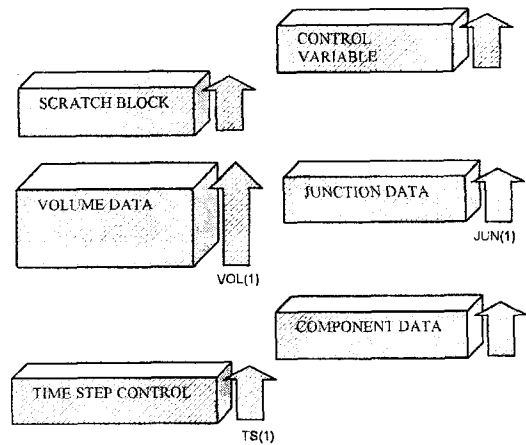 CONTROL
VARIABLE
SCRATCH BLOCK
VOLUME DATA
VOL(1)
JUNCTION DATA
JUN(1)
COMPONENT DATA
TIME STEP CONTROL
TS(1)